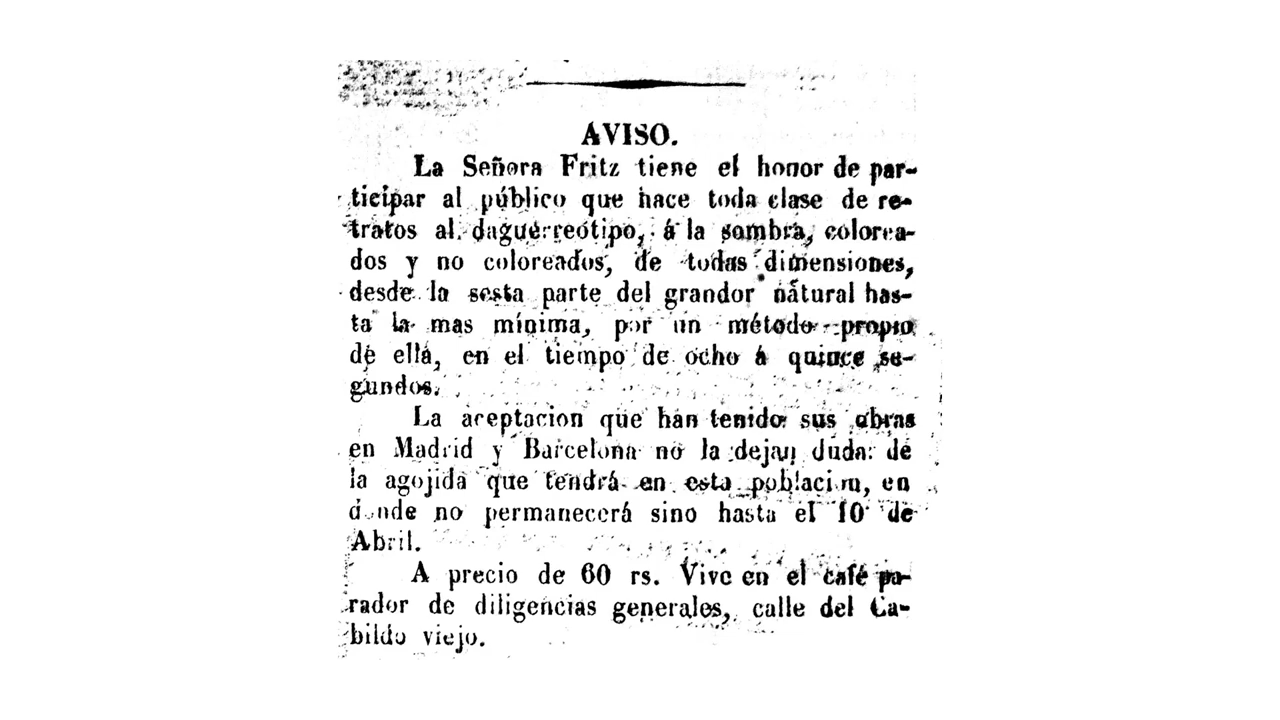 AVISO.
La Señora Fritz tiene el honor de par-
ticipar al público que hace toda clase de re-
tratos al daguerreótipo, á la sombra, colorea-
dos y no coloreados, de todas dimensiones,
desde la sesta parte del grandor natural has-
ta la mas mínima, por un método propio
de ella, en el tiempo de ocho á quince se-
gundos.
La aceptacion que han tenido sus obras
en Madrid y Barcelona no la dejan duda de
la agojida que tendrá en esta poblacion, en
donde no permanecerá sino hasta el 10 de
Abril.
A precio de 60 rs. Vive en el café pa-
rador de diligencias generales, calle del Ca-
bildo viejo.